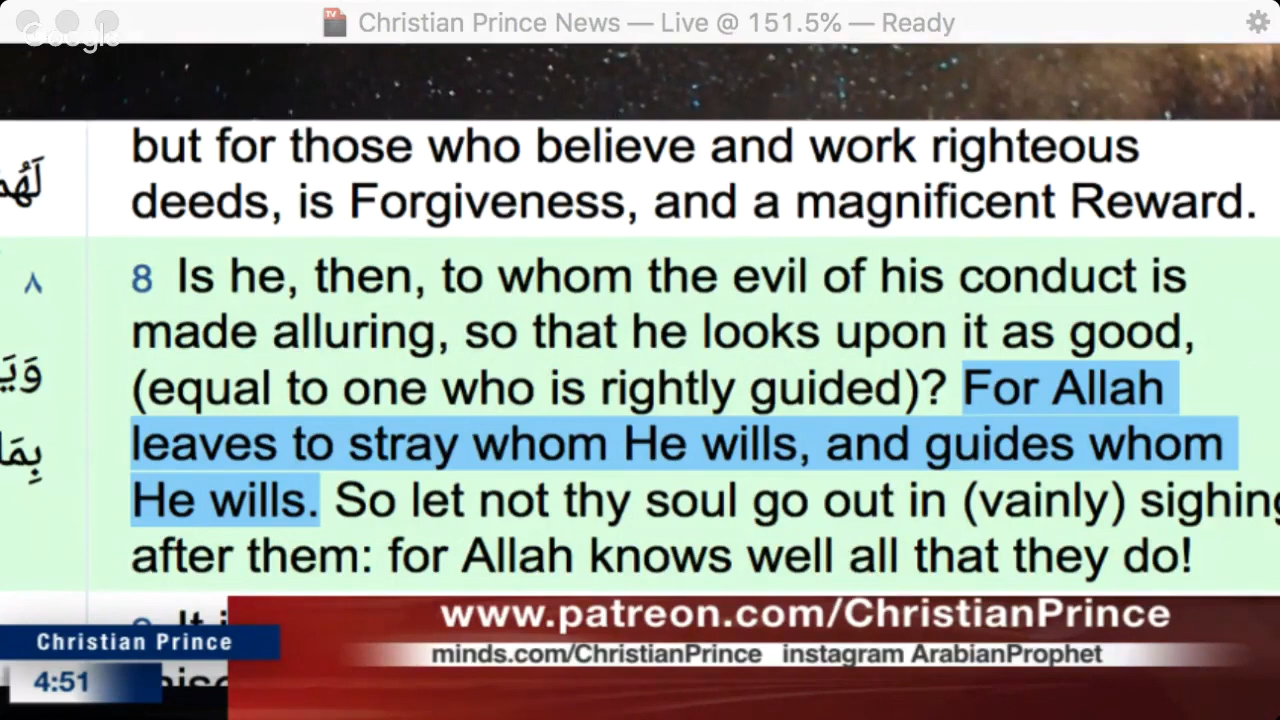 Christian Prince News — Live @ 151.5% — Ready
Google
but for those who believe and work righteous
deeds, is Forgiveness, and a magnificent Reward.
٨
8 Is he, then, to whom the evil of his conduct is
made alluring, so that he looks upon it as good,
(equal to one who is rightly guided)? For Allah
leaves to stray whom He wills, and guides whom
He wills. So let not thy soul go out in (vainly) sighing
after them: for Allah knows well all that they do!
www.patreon.com/ChristianPrince
Christian Prince
minds.com/ChristianPrince instagram ArabianProphet
4:51